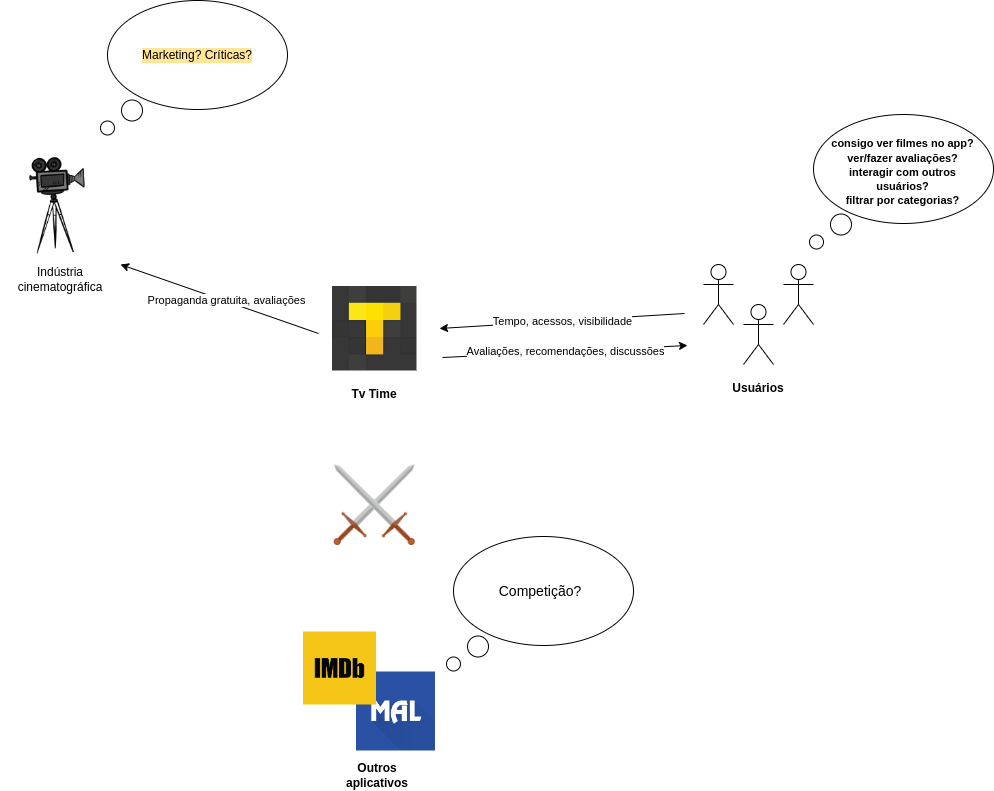 Marketing? Críticas?
consigo ver filmes no app?
ver/fazer avaliações?
interagir com outros
usuários?
filtrar por categorias?
Indústria
cinematográfica
Propaganda gratuita, avaliações
Tempo, acessos, visibilidade
Avaliações, recomendações, discussões
T
Tv Time
Usuários
Competição?
IMDb
MAL
Outros
aplicativos